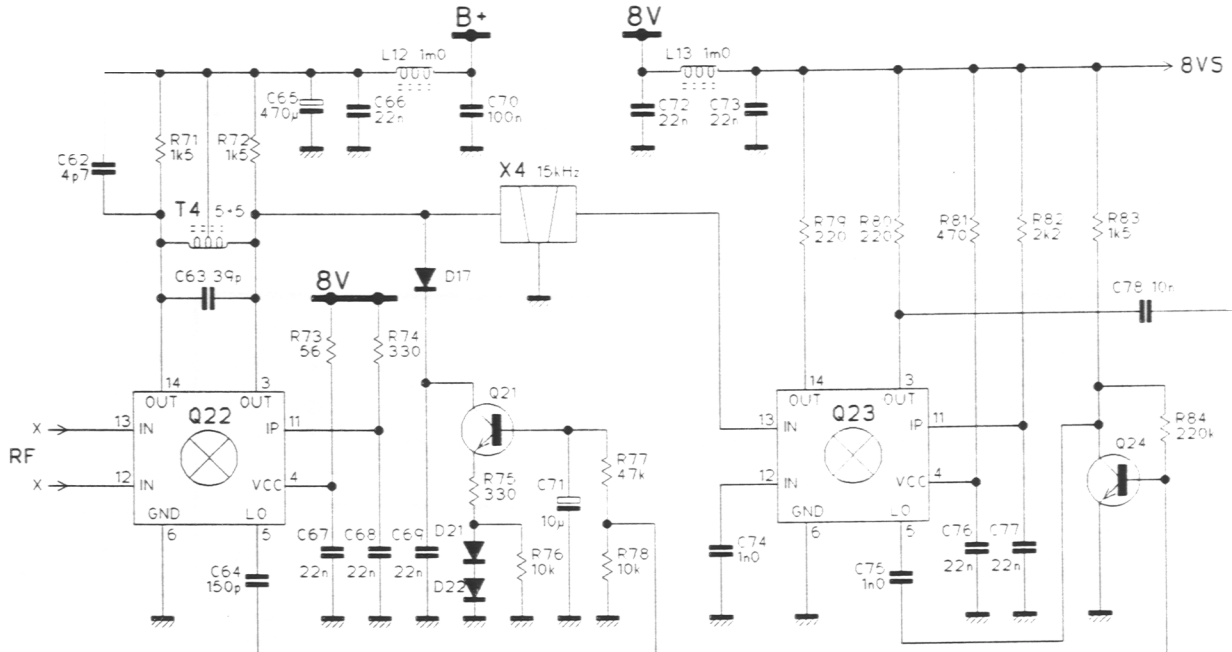 B+
8V
L12 1m0
L13 1m0
8VS
C65
470µ
C66
22n
C70
100n
C72
22n
C73
22n
R71
1k5
R72
1k5
C62
4p7
X4 15kHz
T4 5+5
R79
220
R80
220
R81
470
R82
2k2
R83
1k5
C63 39p
8V
D17
C78 10n
R73
56
R74
330
14
3
OUT
OUT
Q22
13
IN
11
IP
RF
X
X
12
IN
4
VCC
GND
LO
6
5
Q21
R75
330
C71
10µ
R77
47k
14
3
OUT
OUT
Q23
13
IN
11
IP
12
IN
4
VCC
GND
LO
6
5
Q24
R84
220k
C64
150p
C67
22n
C68
22n
C69
22n
D21
D22
R76
10k
R78
10k
C74
1n0
C75
1n0
C76
22n
C77
22n